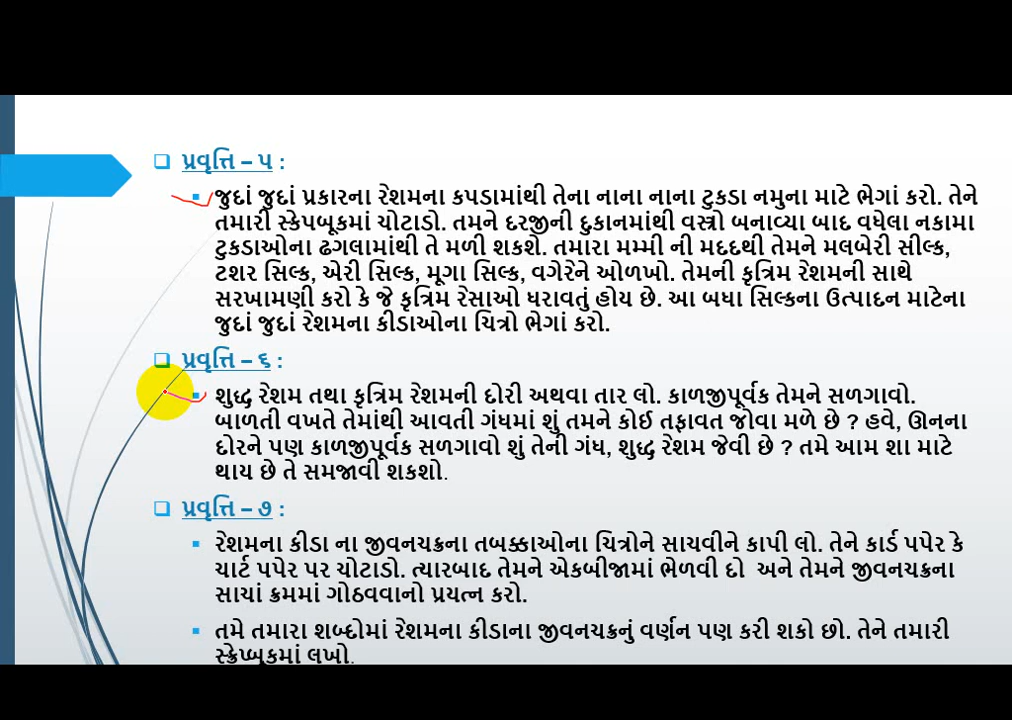 પ્રવૃત્તિ – ૫ :
જુદાં જુદાં પ્રકારના રેશમના કપડામાંથી તેના નાના નાના ટુકડા નમુના માટે ભેગાં કરો. તેને
તમારી સ્ક્રેપબૂકમાં ચોટાડો. તમને દરજીની દુકાનમાંથી વસ્ત્રો બનાવ્યા બાદ વધેલા નકામા
ટુકડાઓના ઢગલામાંથી તે મળી શકશે. તમારા મમ્મી ની મદદથી તેમને મલબેરી સીલ્ક,
ટશર સિલ્ક, એરી સિલ્ક, મૂગા સિલ્ક, વગેરેને ઓળખો. તેમની કૃત્રિમ રેશમની સાથે
સરખામણી કરો કે જે કૃત્રિમ રેસાઓ ધરાવતું હોય છે. આ બધા સિલ્કના ઉત્પાદન માટેના
જુદાં જુદાં રેશમના કીડાઓના ચિત્રો ભેગાં કરો.
પ્રવૃત્તિ – ૬ :
શુદ્ધ રેશમ તથા કૃત્રિમ રેશમની દોરી અથવા તાર લો. કાળજીપૂર્વક તેમને સળગાવો.
બાળતી વખતે તેમાંથી આવતી ગંધમાં શું તમને કોઈ તફાવત જોવા મળે છે ? હવે, ઊનના
દોરને પણ કાળજીપૂર્વક સળગાવો શું તેની ગંધ, શુદ્ધ રેશમ જેવી છે ? તમે આમ શા માટે
થાય છે તે સમજાવી શકશો.
પ્રવૃત્તિ – ૭ :
રેશમના કીડા ના જીવનચક્રના તબક્કાઓના ચિત્રોને સાચવીને કાપી લો. તેને કાર્ડ પપેર કે
ચાર્ટ પપેર પર ચોટાડો. ત્યારબાદ તેમને એકબીજામાં ભેળવી દો અને તેમને જીવનચક્રના
સાચાં ક્રમમાં ગોઠવવાનો પ્રયત્ન કરો.
તમે તમારા શબ્દોમાં રેશમના કીડાના જીવનચક્રનું વર્ણન પણ કરી શકો છો. તેને તમારી
સ્ક્રેપ્બૂકમાં લખો.